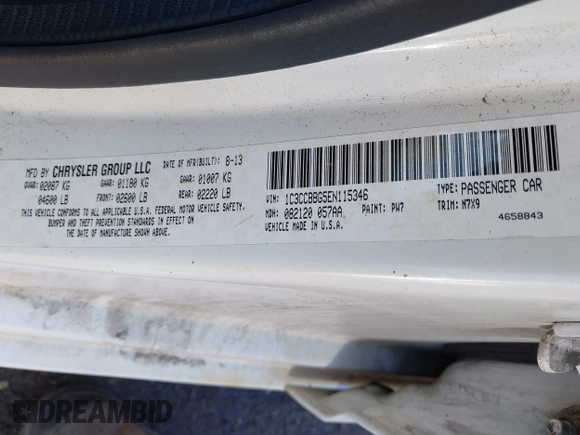 MFD BY CHRYSLER GROUP LLC DATE OF MFR(BUILT): 8-13
GVWR: 02087 KG GAWR: 01180 KG GAWR: 01007 KG
04600 LB FRONT: 02600 LB REAR: 02220 LB
THIS VEHICLE CONFORMS TO ALL APPLICABLE U.S.A. FEDERAL MOTOR VEHICLE SAFETY,
BUMPER AND THEFT PREVENTION STANDARDS IN EFFECT ON
THE DATE OF MANUFACTURE SHOWN ABOVE.
VIN: 1C3CCBBG5EN115346 TYPE: PASSENGER CAR
MDH: 082120 057AA PAINT: PW7 TRIM: M7X9
VEHICLE MADE IN U.S.A. 4658843
DREAMBID